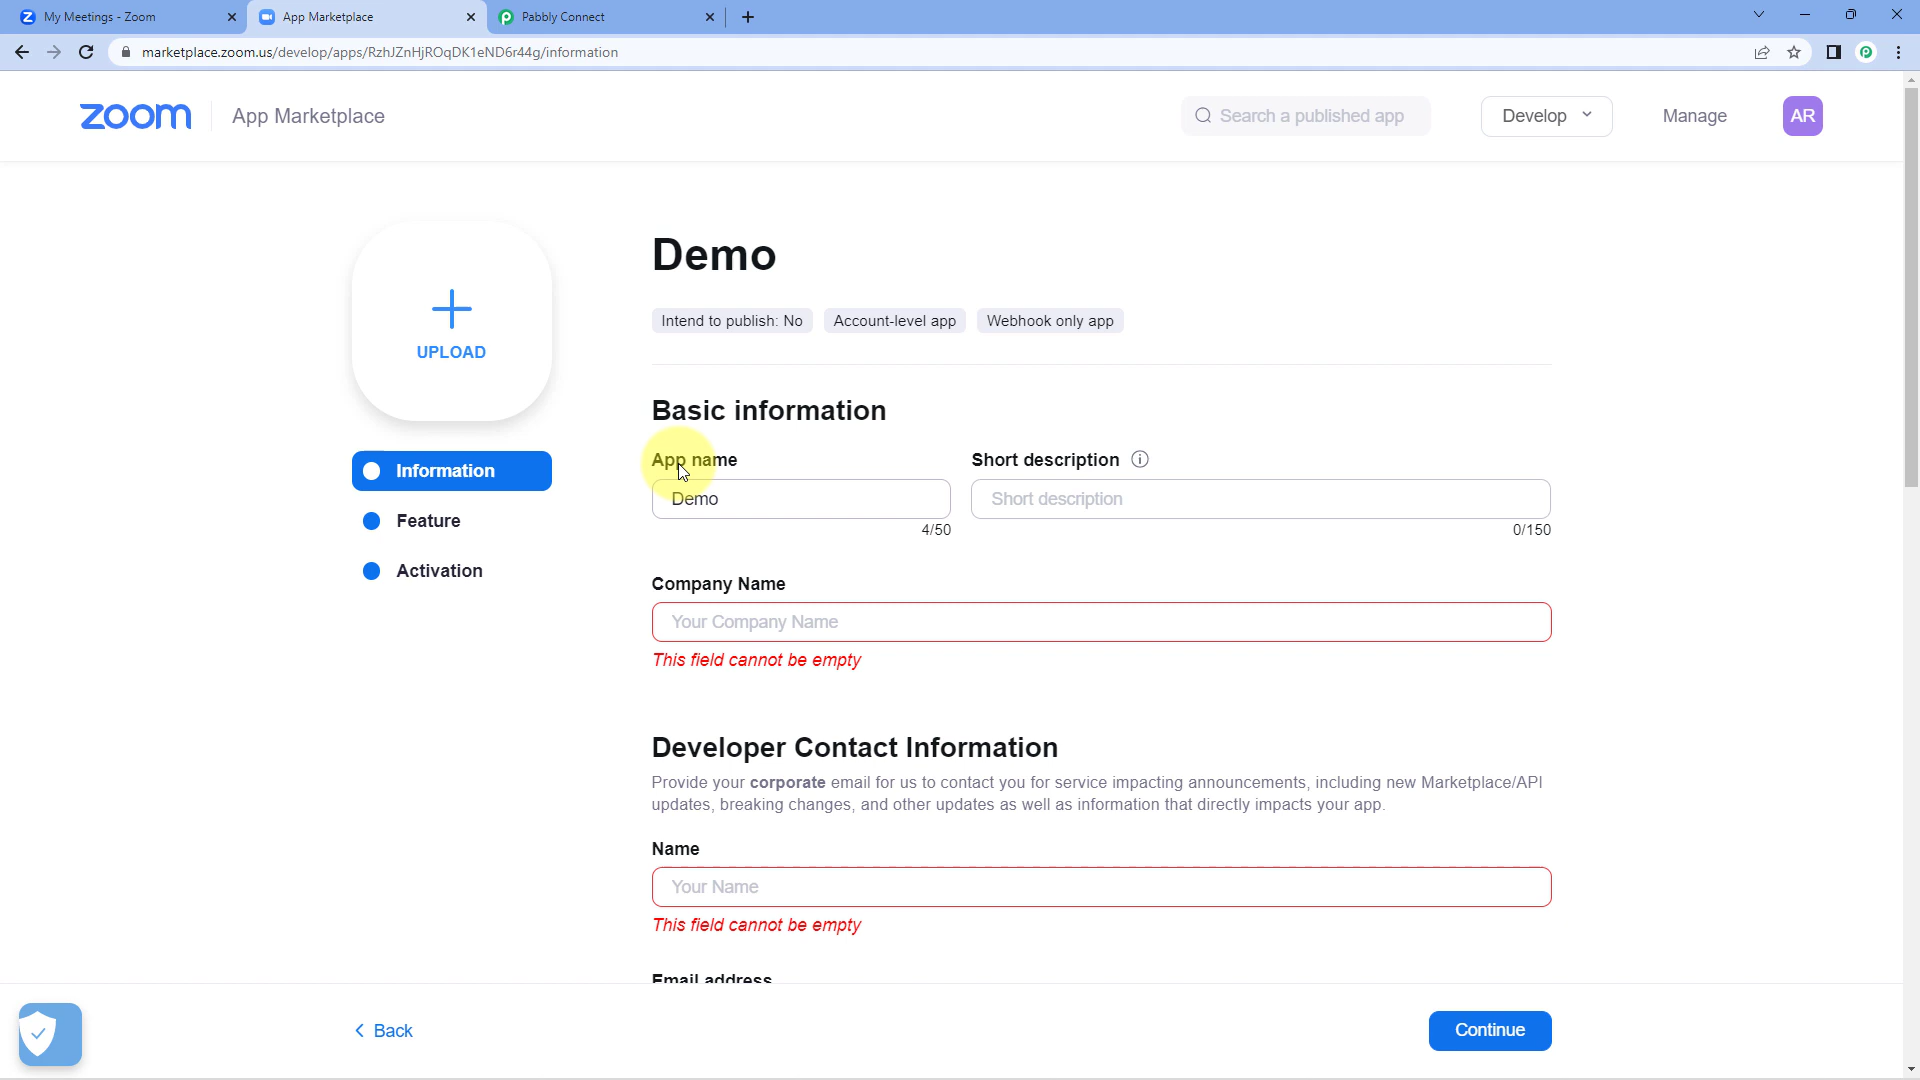 My Meetings - Zoom
App Marketplace
Pabbly Connect
marketplace.zoom.us/develop/apps/RzhJZnHjROqDK1eND6r44g/information
zoom
App Marketplace
Search a published app
Develop
Manage
AR
UPLOAD
Information
Feature
Activation
Demo
Intend to publish: No
Account-level app
Webhook only app
Basic information
App name
Short description
Demo
Short description
4/50
0/150
Company Name
Your Company Name
This field cannot be empty
Developer Contact Information
Provide your corporate email for us to contact you for service impacting announcements, including new Marketplace/API
updates, breaking changes, and other updates as well as information that directly impacts your app.
Name
Your Name
This field cannot be empty
Email address
Back
Continue